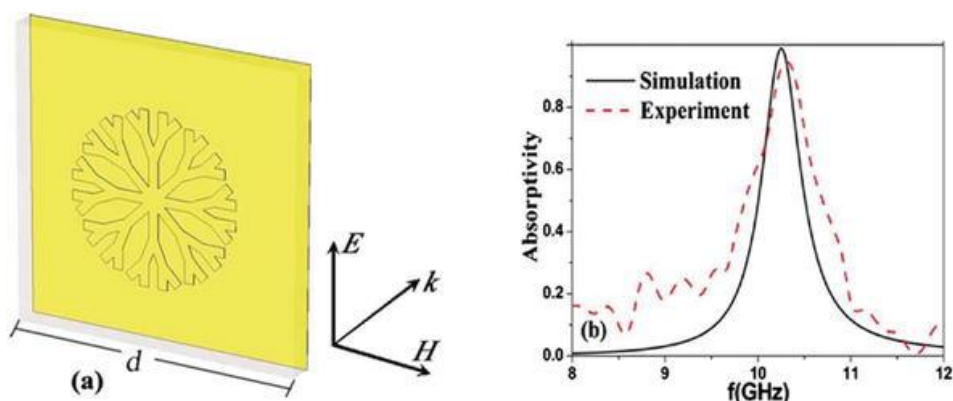 E
k
H
d
(a)
Simulation
Experiment
Absorptivity
0.8
0.6
0.4
0.2
0.0
(b)
8 9 10 11 12
f(GHz)